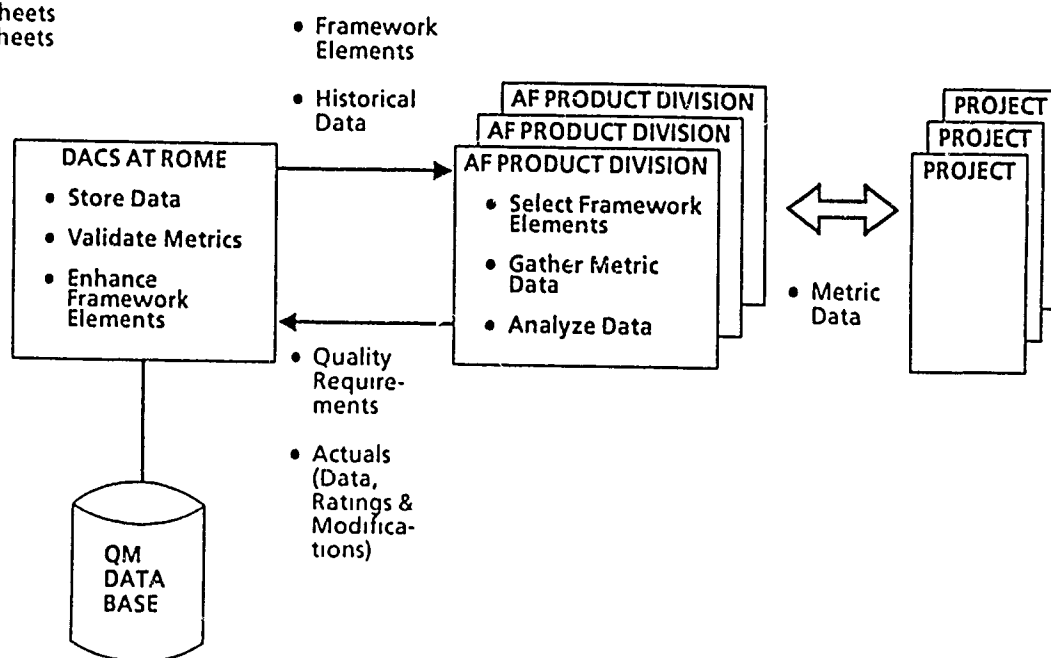 heets
heets
• Framework
Elements
• Historical
Data
DACS AT ROME
• Store Data
• Validate Metrics
• Enhance
Framework
Elements
AF PRODUCT DIVISION
AF PRODUCT DIVISION
AF PRODUCT DIVISION
• Select Framework
Elements
• Gather Metric
Data
• Analyze Data
PROJECT
PROJECT
PROJECT
• Metric
Data
• Quality
Require-
ments
• Actuals
(Data,
Ratings &
Modifica-
tions)
QM
DATA
BASE